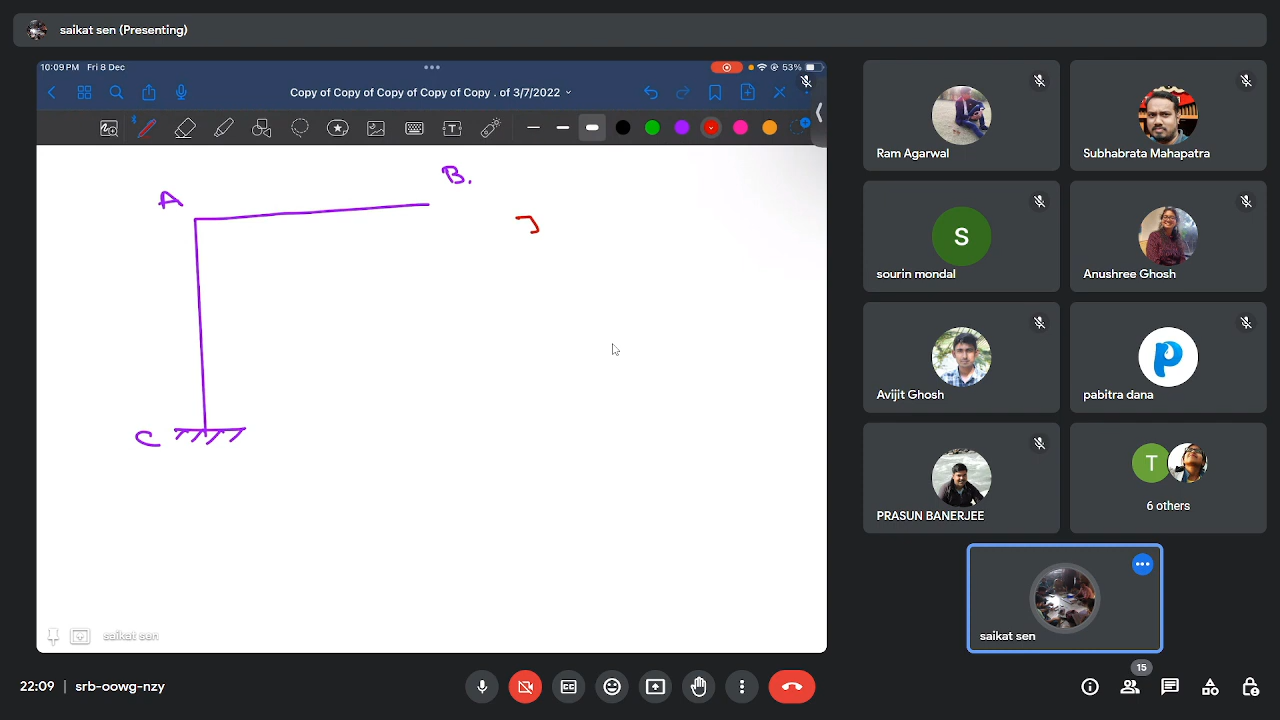 saikat sen (Presenting)
10:09 PM Fri 8 Dec
53%
Copy of Copy of Copy of Copy of Copy . of 3/7/2022
A
B.
C
saikat sen
Ram Agarwal
Subhabrata Mahapatra
S
sourin mondal
Anushree Ghosh
Avijit Ghosh
P
pabitra dana
PRASUN BANERJEE
T
6 others
saikat sen
22:09 | srb-oowg-nzy
15